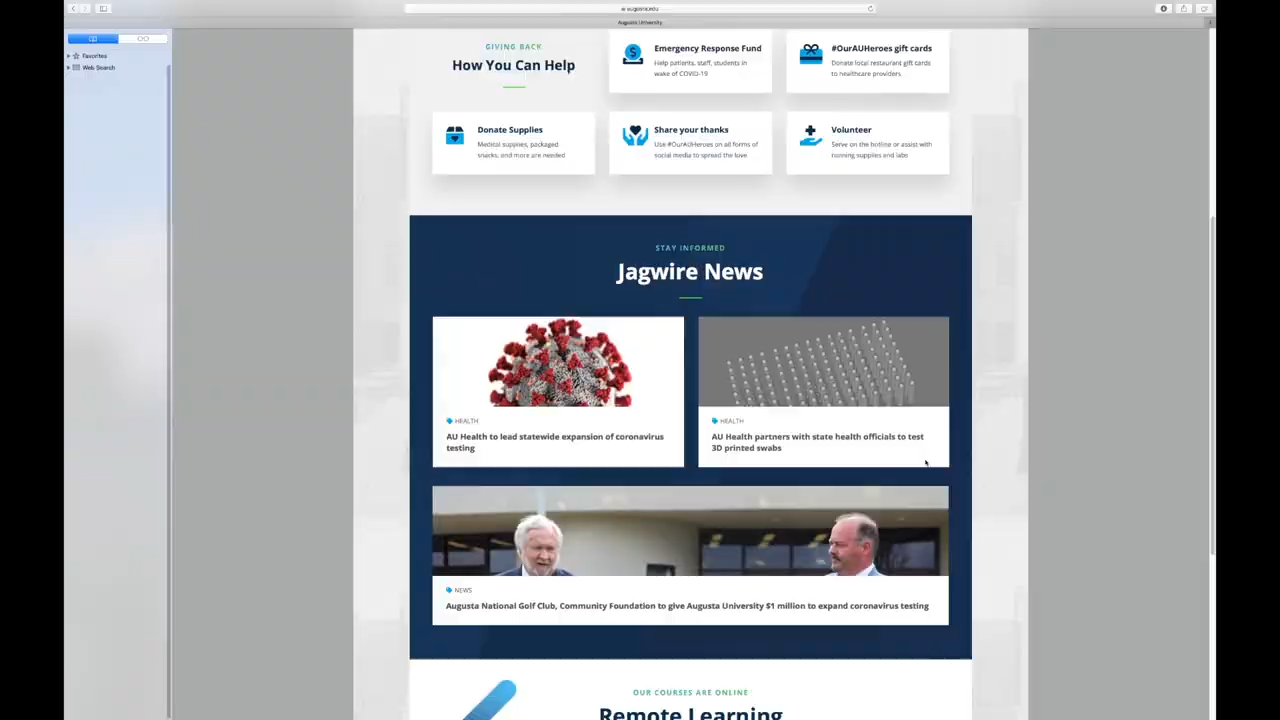 augusta.edu
Augusta University
Favorites
Web Search
GIVING BACK
How You Can Help
Emergency Response Fund
Help patients, staff, students in
wake of COVID-19
#OurAUHeroes gift cards
Donate local restaurant gift cards
to healthcare providers
Donate Supplies
Medical supplies, packaged
snacks, and more are needed
Share your thanks
Use #OurAUHeroes on all forms of
social media to spread the love
Volunteer
Serve on the hotline or assist with
running supplies and labs
STAY INFORMED
Jagwire News
HEALTH
AU Health to lead statewide expansion of coronavirus
testing
HEALTH
AU Health partners with state health officials to test
3D printed swabs
NEWS
Augusta National Golf Club, Community Foundation to give Augusta University $1 million to expand coronavirus testing
OUR COURSES ARE ONLINE
Remote Learning